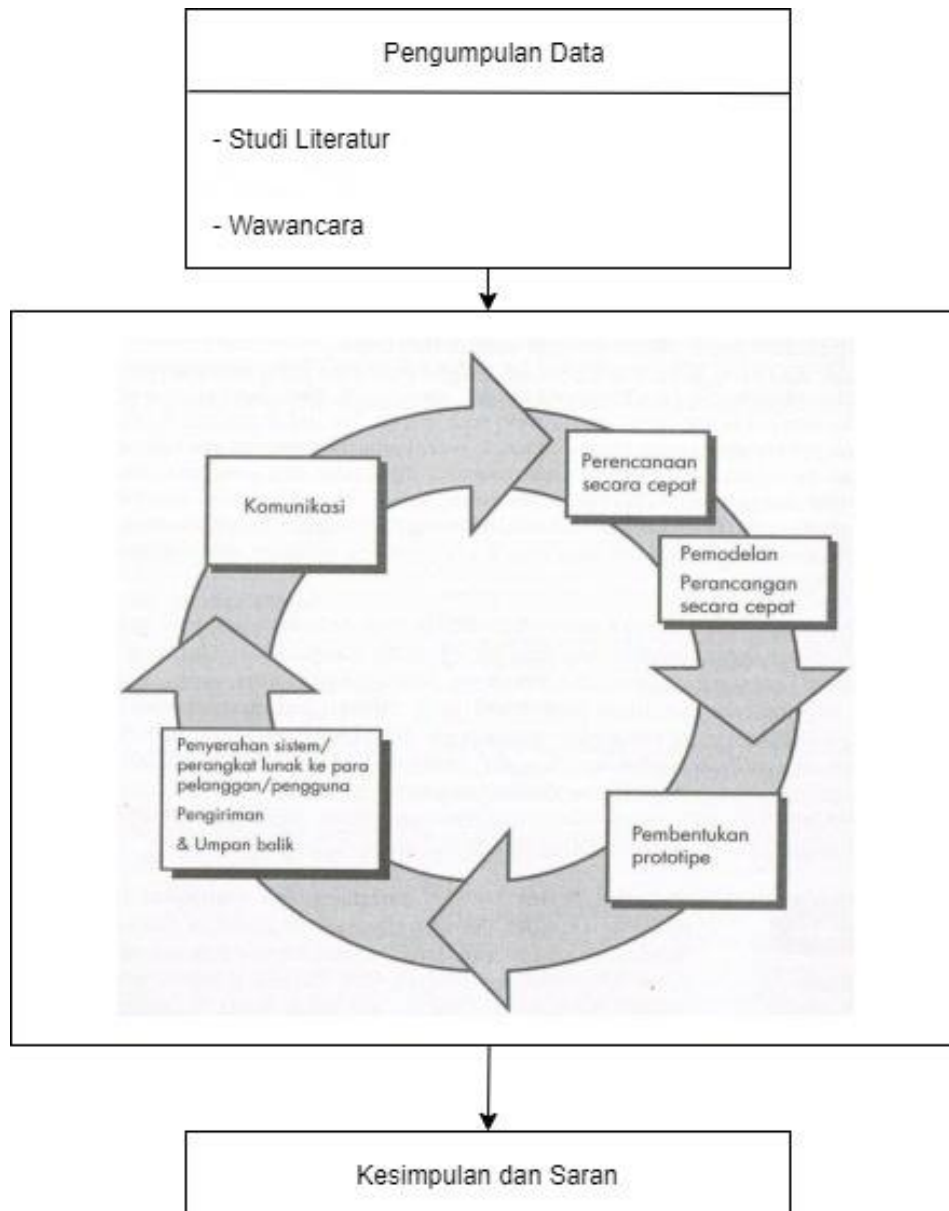 Pengumpulan Data
- Studi Literatur
- Wawancara
Komunikasi
Perencanaan
secara cepat
Pemodelan
Perancangan
secara cepat
Pembentukan
prototipe
Penyerahan sistem/
perangkat lunak ke para
pelanggan/pengguna
Pengiriman
& Umpan balik
Kesimpulan dan Saran